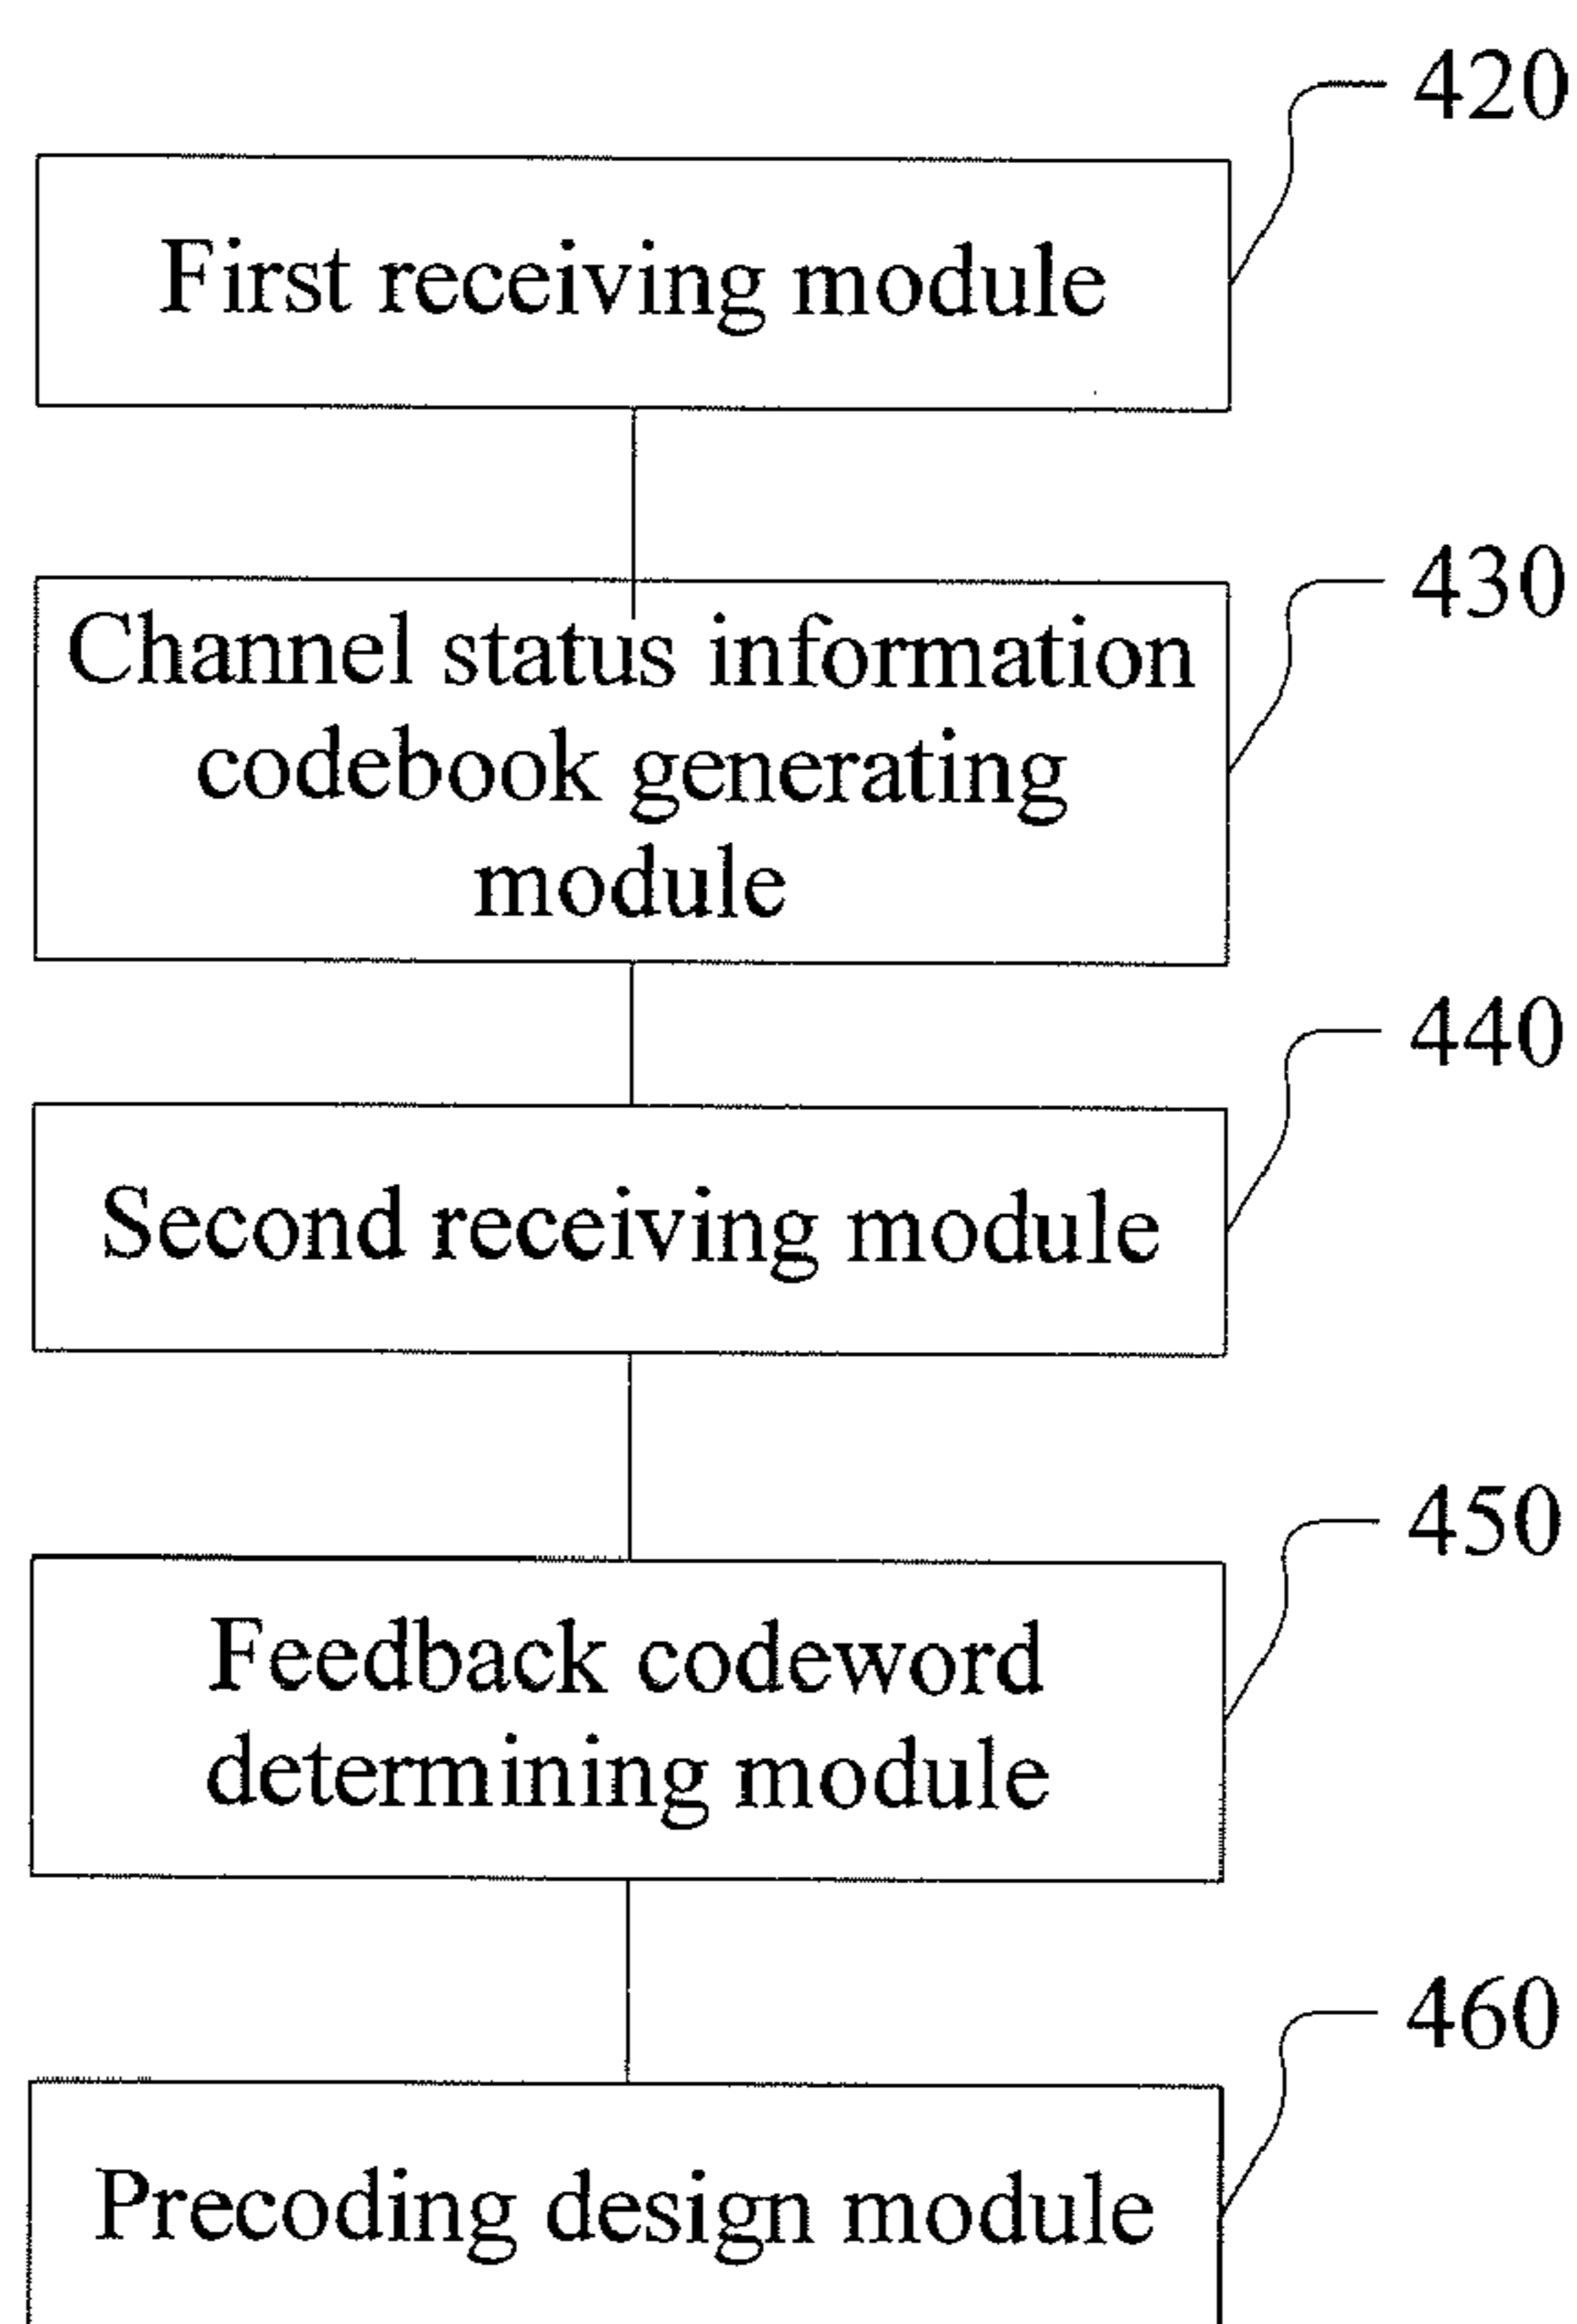 420
First receiving module
430
Channel status information
codebook generating
module
440
Second receiving module
450
Feedback codeword
determining module
460
Precoding design module